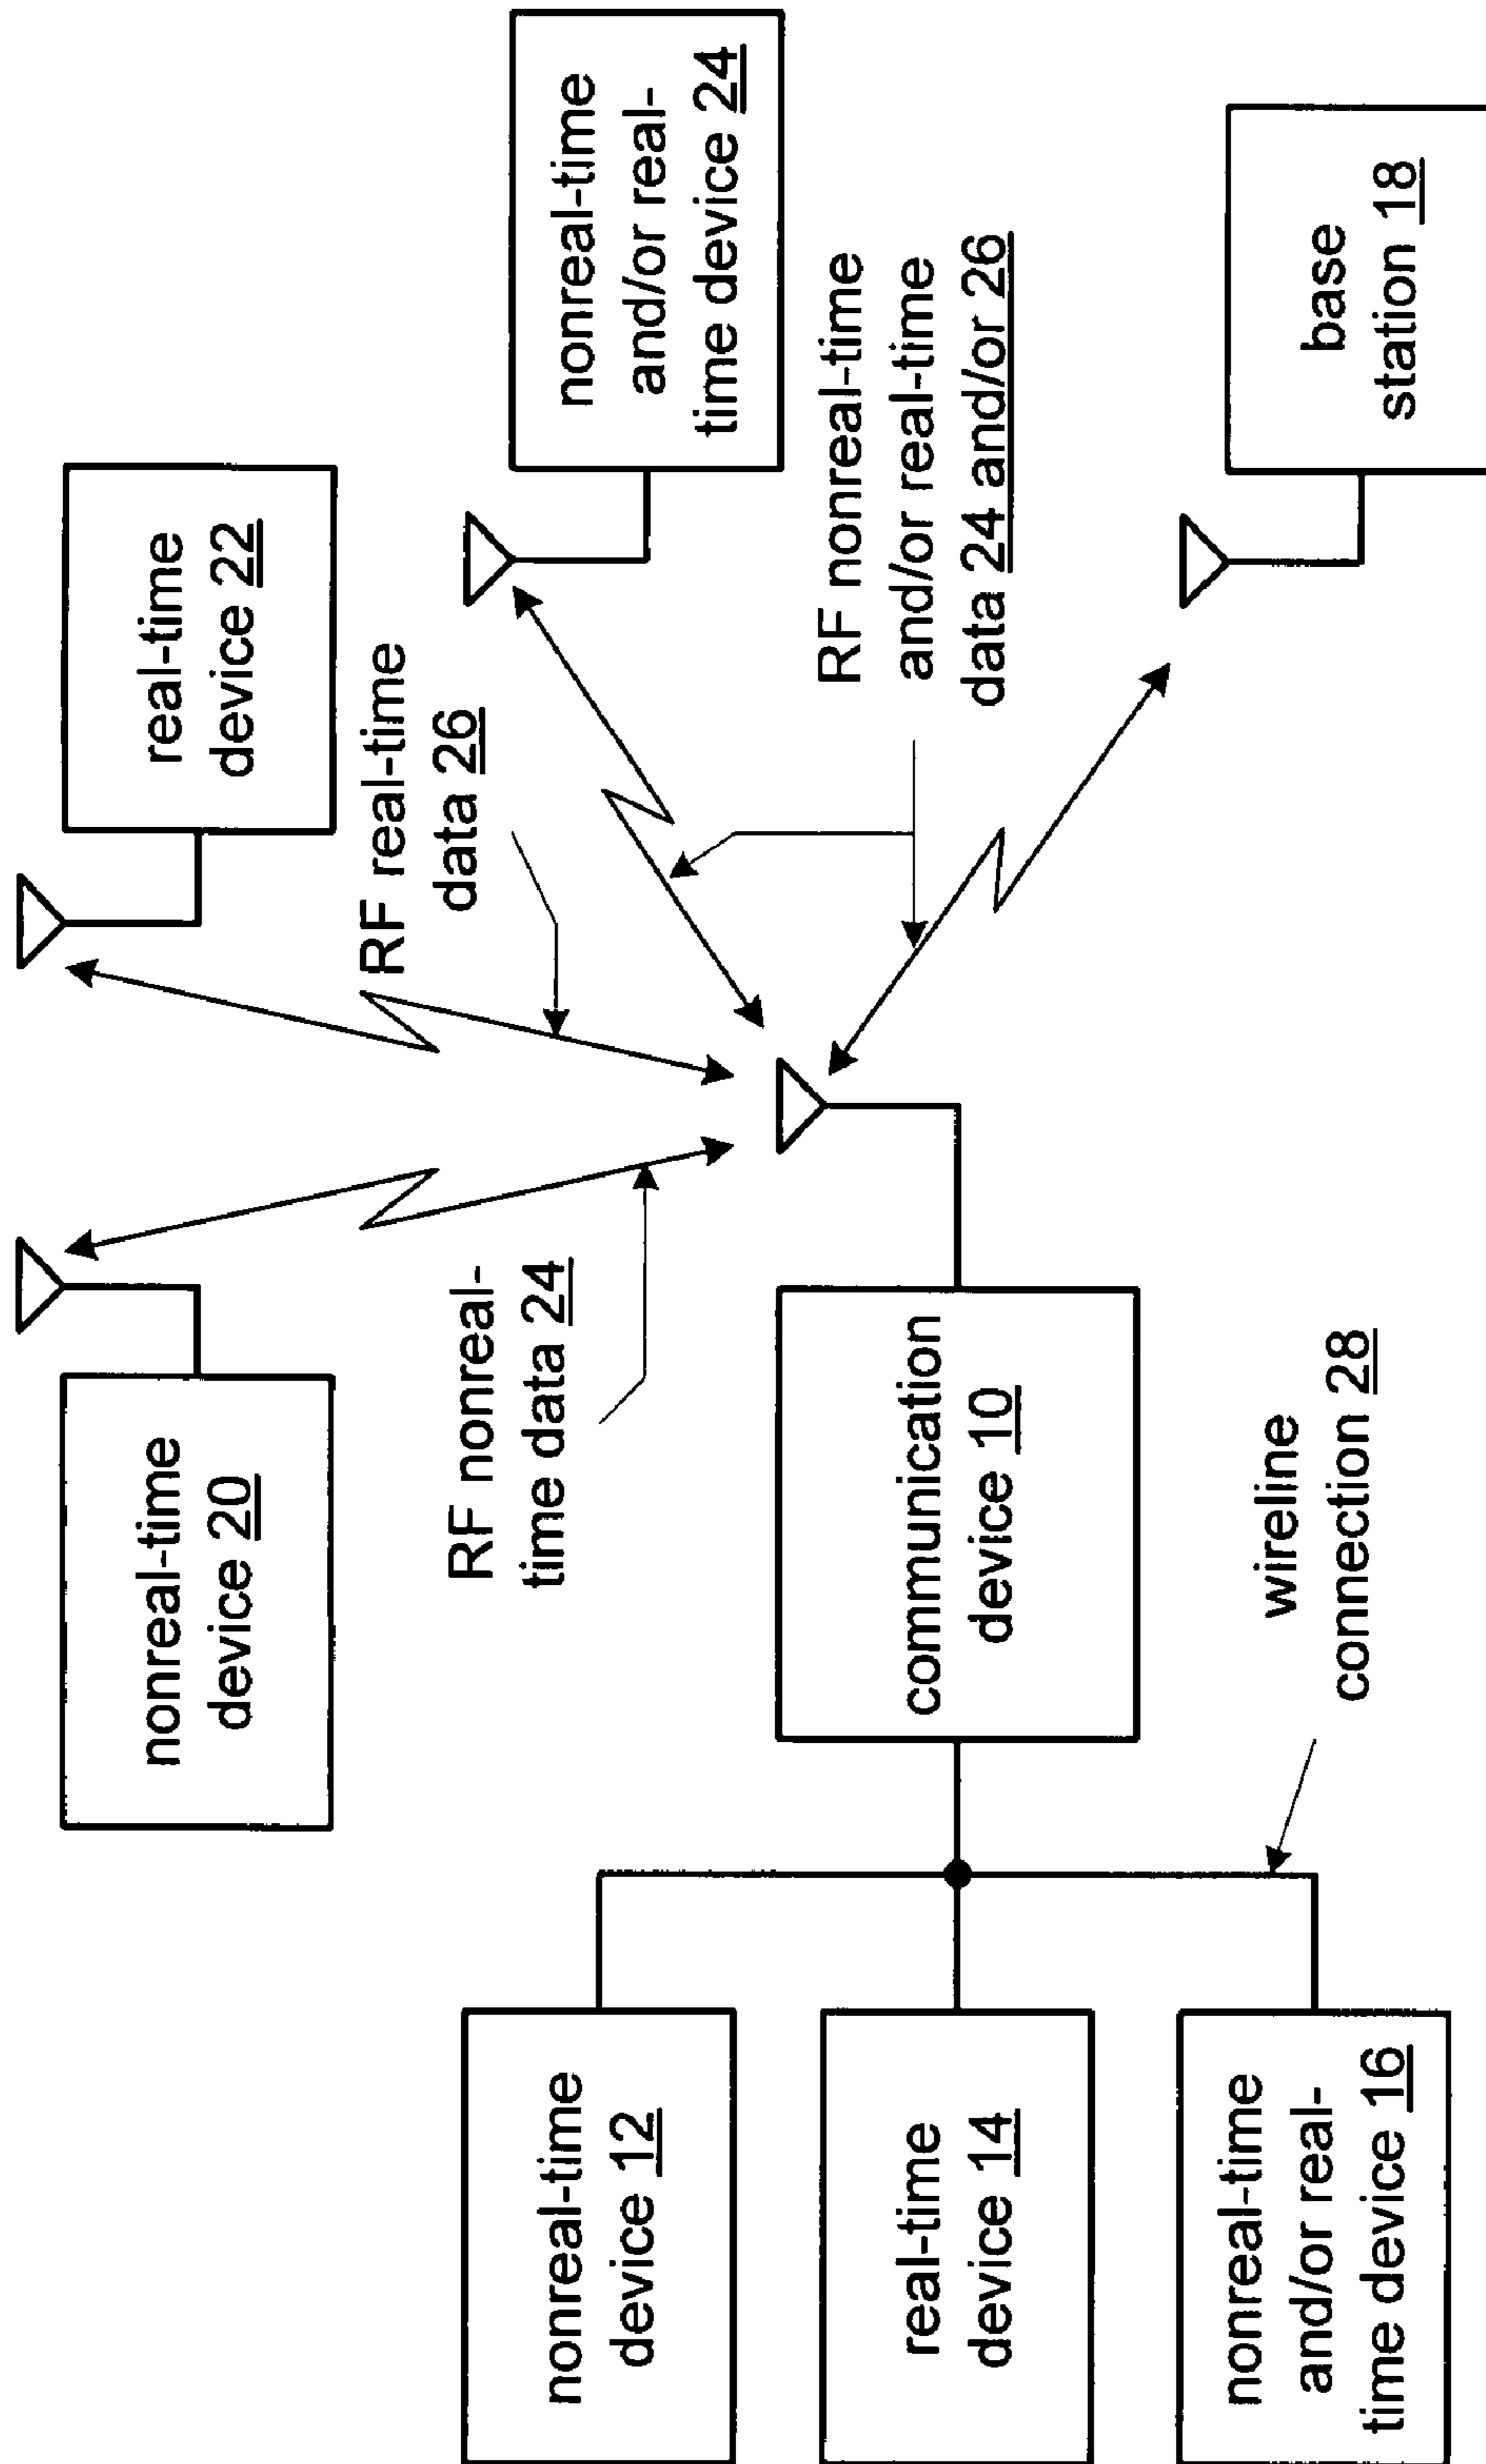 nonreal-time
device 20
real-time
device 22
RF real-time
data 26
RF nonreal-
time data 24
nonreal-time
and/or real-
time device 24
RF nonreal-time
and/or real-time
data 24 and/or 26
nonreal-time
device 12
real-time
device 14
nonreal-time
and/or real-
time device 16
communication
device 10
wireline
connection 28
base
station 18